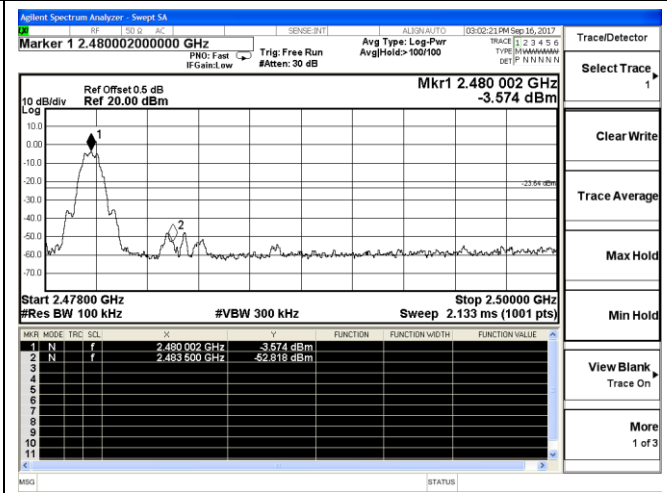 Agilent Spectrum Analyzer - Swept SA
RF 50 Ω AC SENSE:INT ALIGNAUTO 03:02:21 PM Sep 16, 2017
Marker 1 2.480002000000 GHz
PNO: Fast
IFGain:Low
Trig: Free Run
#Atten: 30 dB
Avg Type: Log-Pwr
Avg|Hold:>100/100
TRACE 1 2 3 4 5 6
TYPE MWWWWW
DET P N N N N N
Ref Offset 0.5 dB
10 dB/div Ref 20.00 dBm
Log
Mkr1 2.480 002 GHz
-3.574 dBm
10.0
0.00
-10.0
-20.0
-30.0
-40.0
-50.0
-60.0
-70.0
1
2
-23.64 dBm
Start 2.47800 GHz Stop 2.50000 GHz
#Res BW 100 kHz #VBW 300 kHz Sweep 2.133 ms (1001 pts)
MKR MODE TRC SCL X Y FUNCTION FUNCTION WIDTH FUNCTION VALUE
1 N f 2.480 002 GHz -3.574 dBm
2 N f 2.483 500 GHz -52.818 dBm
3
4
5
6
7
8
9
10
11
MSG STATUS
Trace/Detector
Select Trace
1
Clear Write
Trace Average
Max Hold
Min Hold
View Blank
Trace On
More
1 of 3